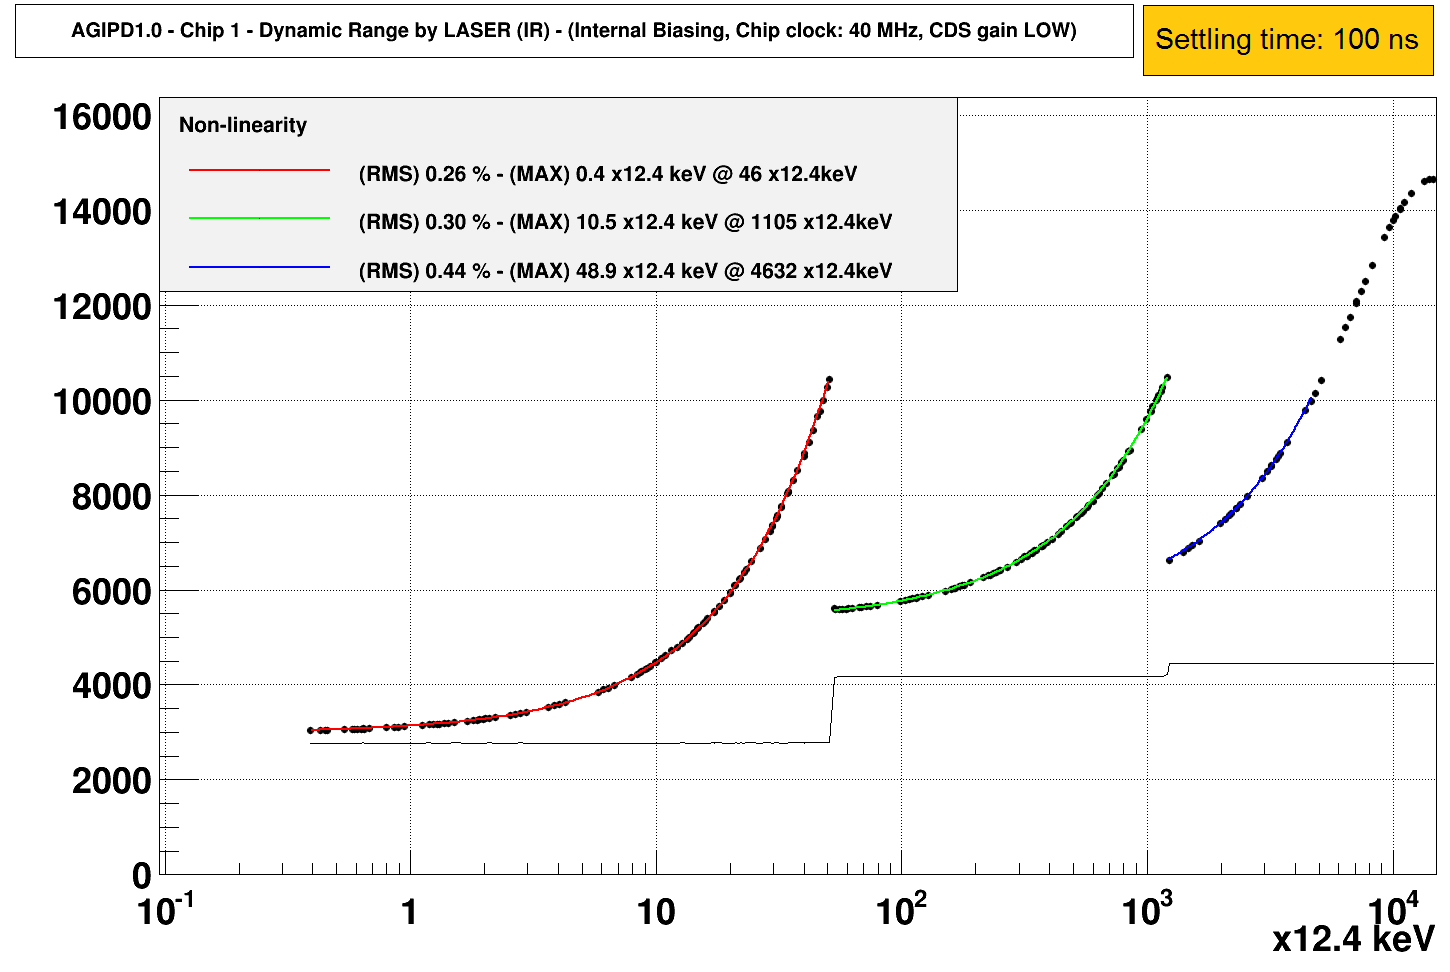 AGIPD1.0 - Chip 1 - Dynamic Range by LASER (IR) - (Internal Biasing, Chip clock: 40 MHz, CDS gain LOW)
Settling time: 100 ns
Non-linearity
(RMS) 0.26 % - (MAX) 0.4 x12.4 keV @ 46 x12.4keV
(RMS) 0.30 % - (MAX) 10.5 x12.4 keV @ 1105 x12.4keV
(RMS) 0.44 % - (MAX) 48.9 x12.4 keV @ 4632 x12.4keV
16000
14000
12000
10000
8000
6000
4000
2000
0
10⁻¹ 1 10 10² 10³ 10⁴
x12.4 keV